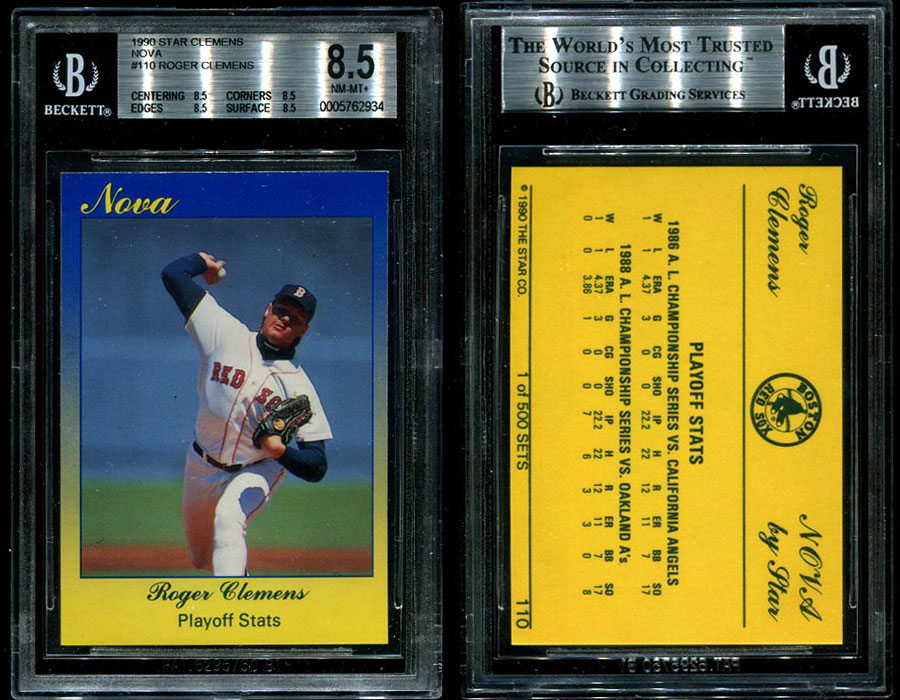 BECKETT®
1990 STAR CLEMENS
NOVA
#110 ROGER CLEMENS
CENTERING 8.5 CORNERS 8.5
EDGES 8.5 SURFACE 8.5
8.5
NM-MT+
0005762934
Nova
B
RED SO
Roger Clemens
Playoff Stats
THE WORLD'S MOST TRUSTED
SOURCE IN COLLECTING™
BECKETT GRADING SERVICES
BECKETT®
Roger
Clemens
BOSTON
RED SOX
NOVA
by Star
PLAYOFF STATS
1986 A. L. CHAMPIONSHIP SERIES VS. CALIFORNIA ANGELS
W L ERA G CG SHO IP H R ER BB SO
1 1 4.37 3 0 0 22.2 22 12 11 7 17
1988 A. L. CHAMPIONSHIP SERIES VS. OAKLAND A's
W L ERA G CG SHO IP H R ER BB SO
0 0 3.86 1 0 0 7 6 3 3 0 8
© 1990 THE STAR CO. 1 of 500 SETS 110